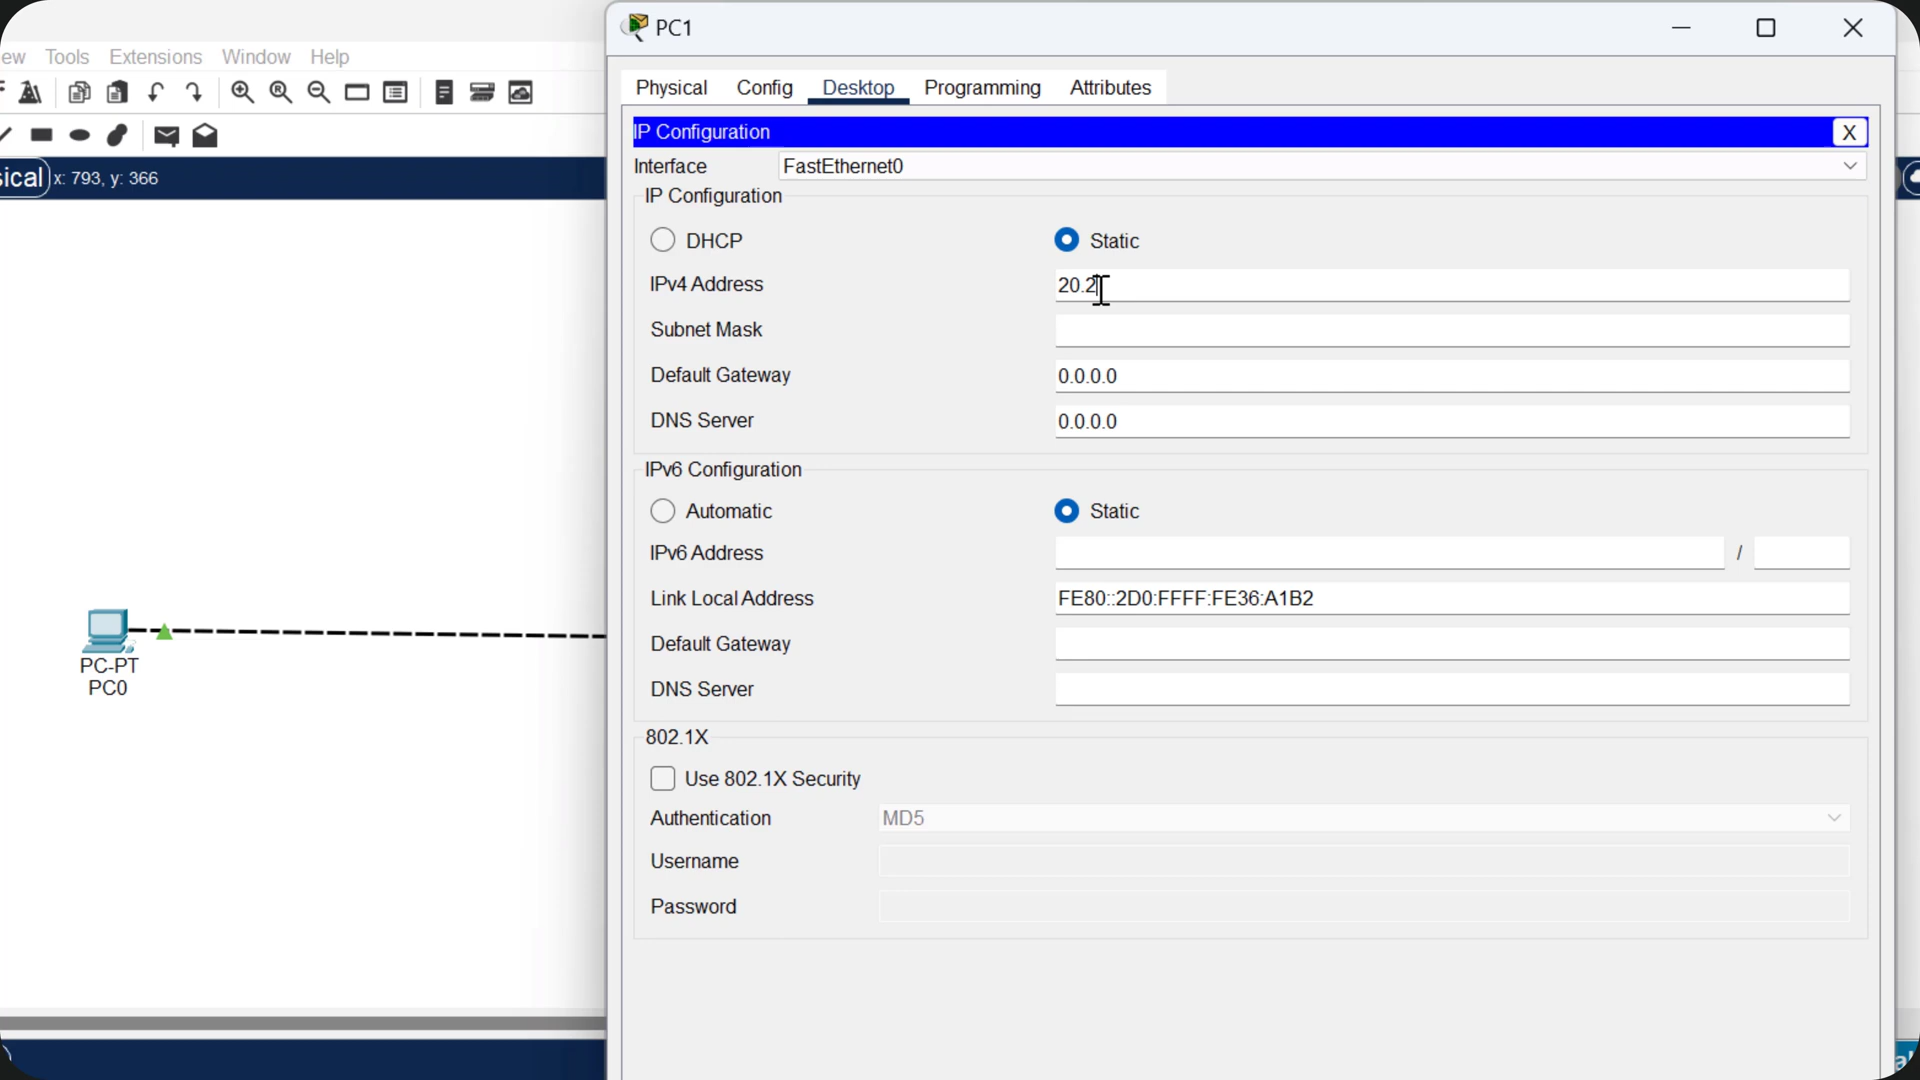 PC1
ew Tools Extensions Window Help
Physical Config Desktop Programming Attributes
IP Configuration
X
Interface FastEthernet0
sical x: 793, y: 366
IP Configuration
DHCP Static
IPv4 Address 20.2
Subnet Mask
Default Gateway 0.0.0.0
DNS Server 0.0.0.0
IPv6 Configuration
Automatic Static
IPv6 Address /
Link Local Address FE80::2D0:FFFF:FE36:A1B2
Default Gateway
DNS Server
PC-PT
PC0
802.1X
Use 802.1X Security
Authentication MD5
Username
Password